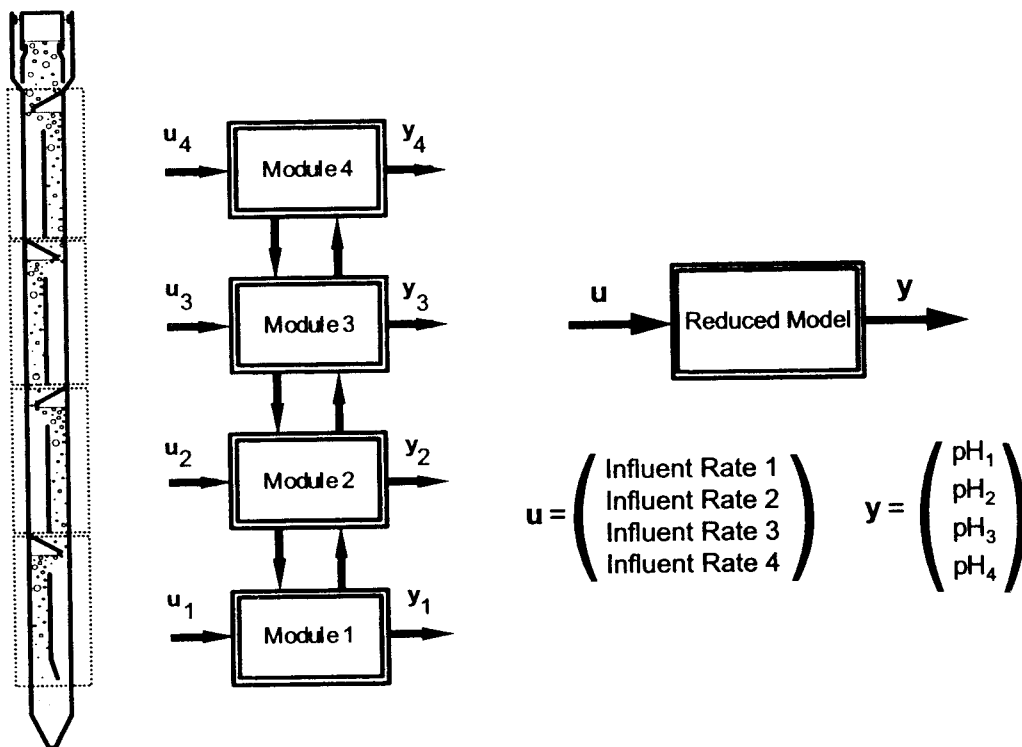 u4
Module 4
y4
u3
Module 3
y3
u2
Module 2
y2
u1
Module 1
y1
u
Reduced Model
y
u =
Influent Rate 1
Influent Rate 2
Influent Rate 3
Influent Rate 4
y =
pH1
pH2
pH3
pH4